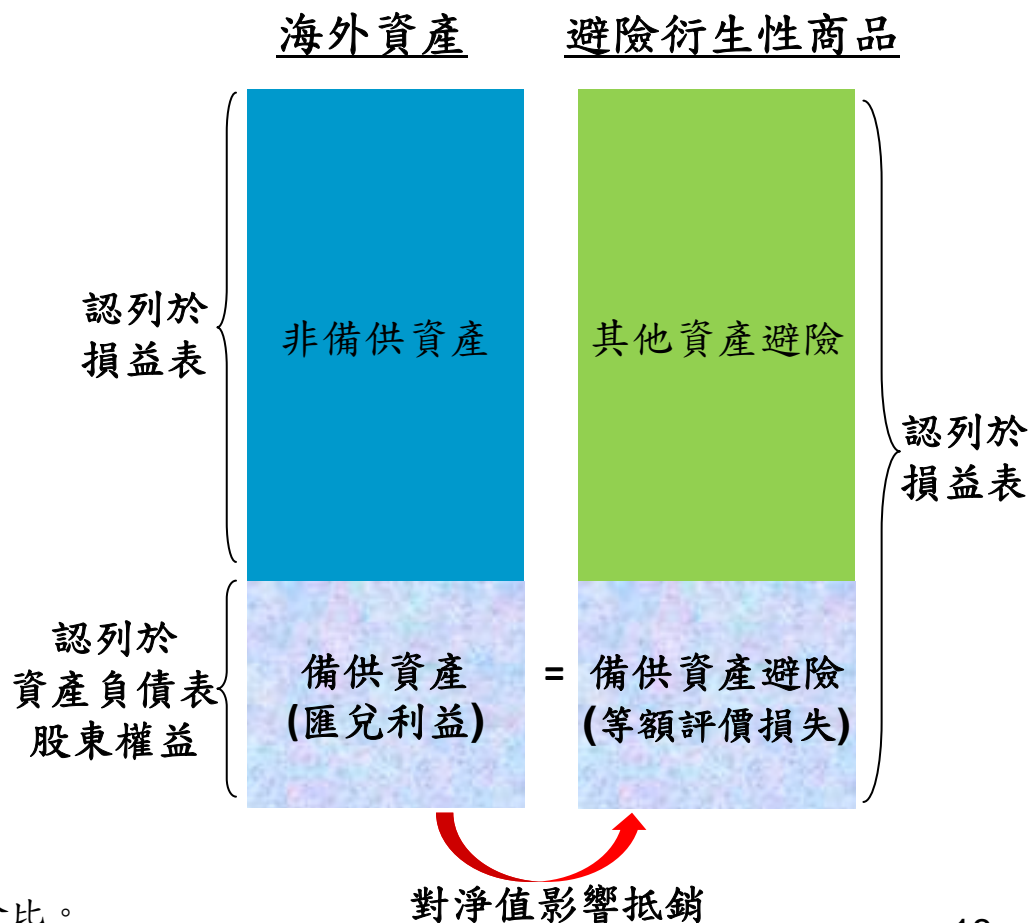 海外資產
避險衍生性商品
認列於
損益表
非備供資產
其他資產避險
認列於
損益表
認列於
資產負債表
股東權益
備供資產
(匯兌利益)
=
備供資產避險
(等額評價損失)
對淨值影響抵銷
比。